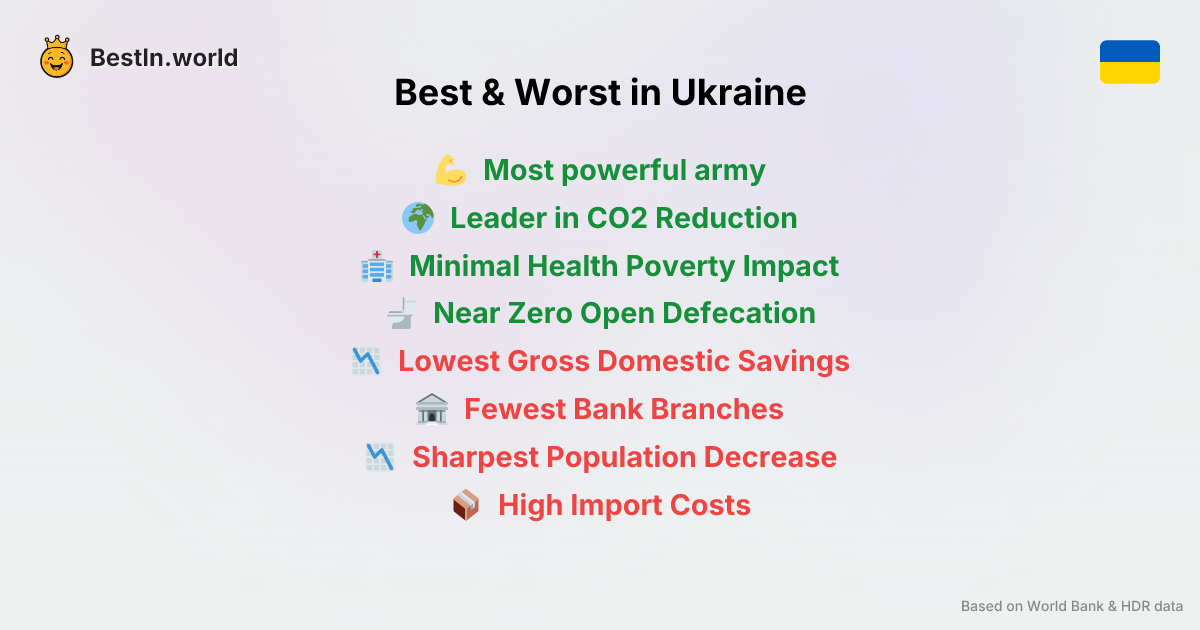 BestIn.world
Best & Worst in Ukraine
Most powerful army
Leader in CO2 Reduction
Minimal Health Poverty Impact
Near Zero Open Defecation
Lowest Gross Domestic Savings
Fewest Bank Branches
Sharpest Population Decrease
High Import Costs
Based on World Bank & HDR data